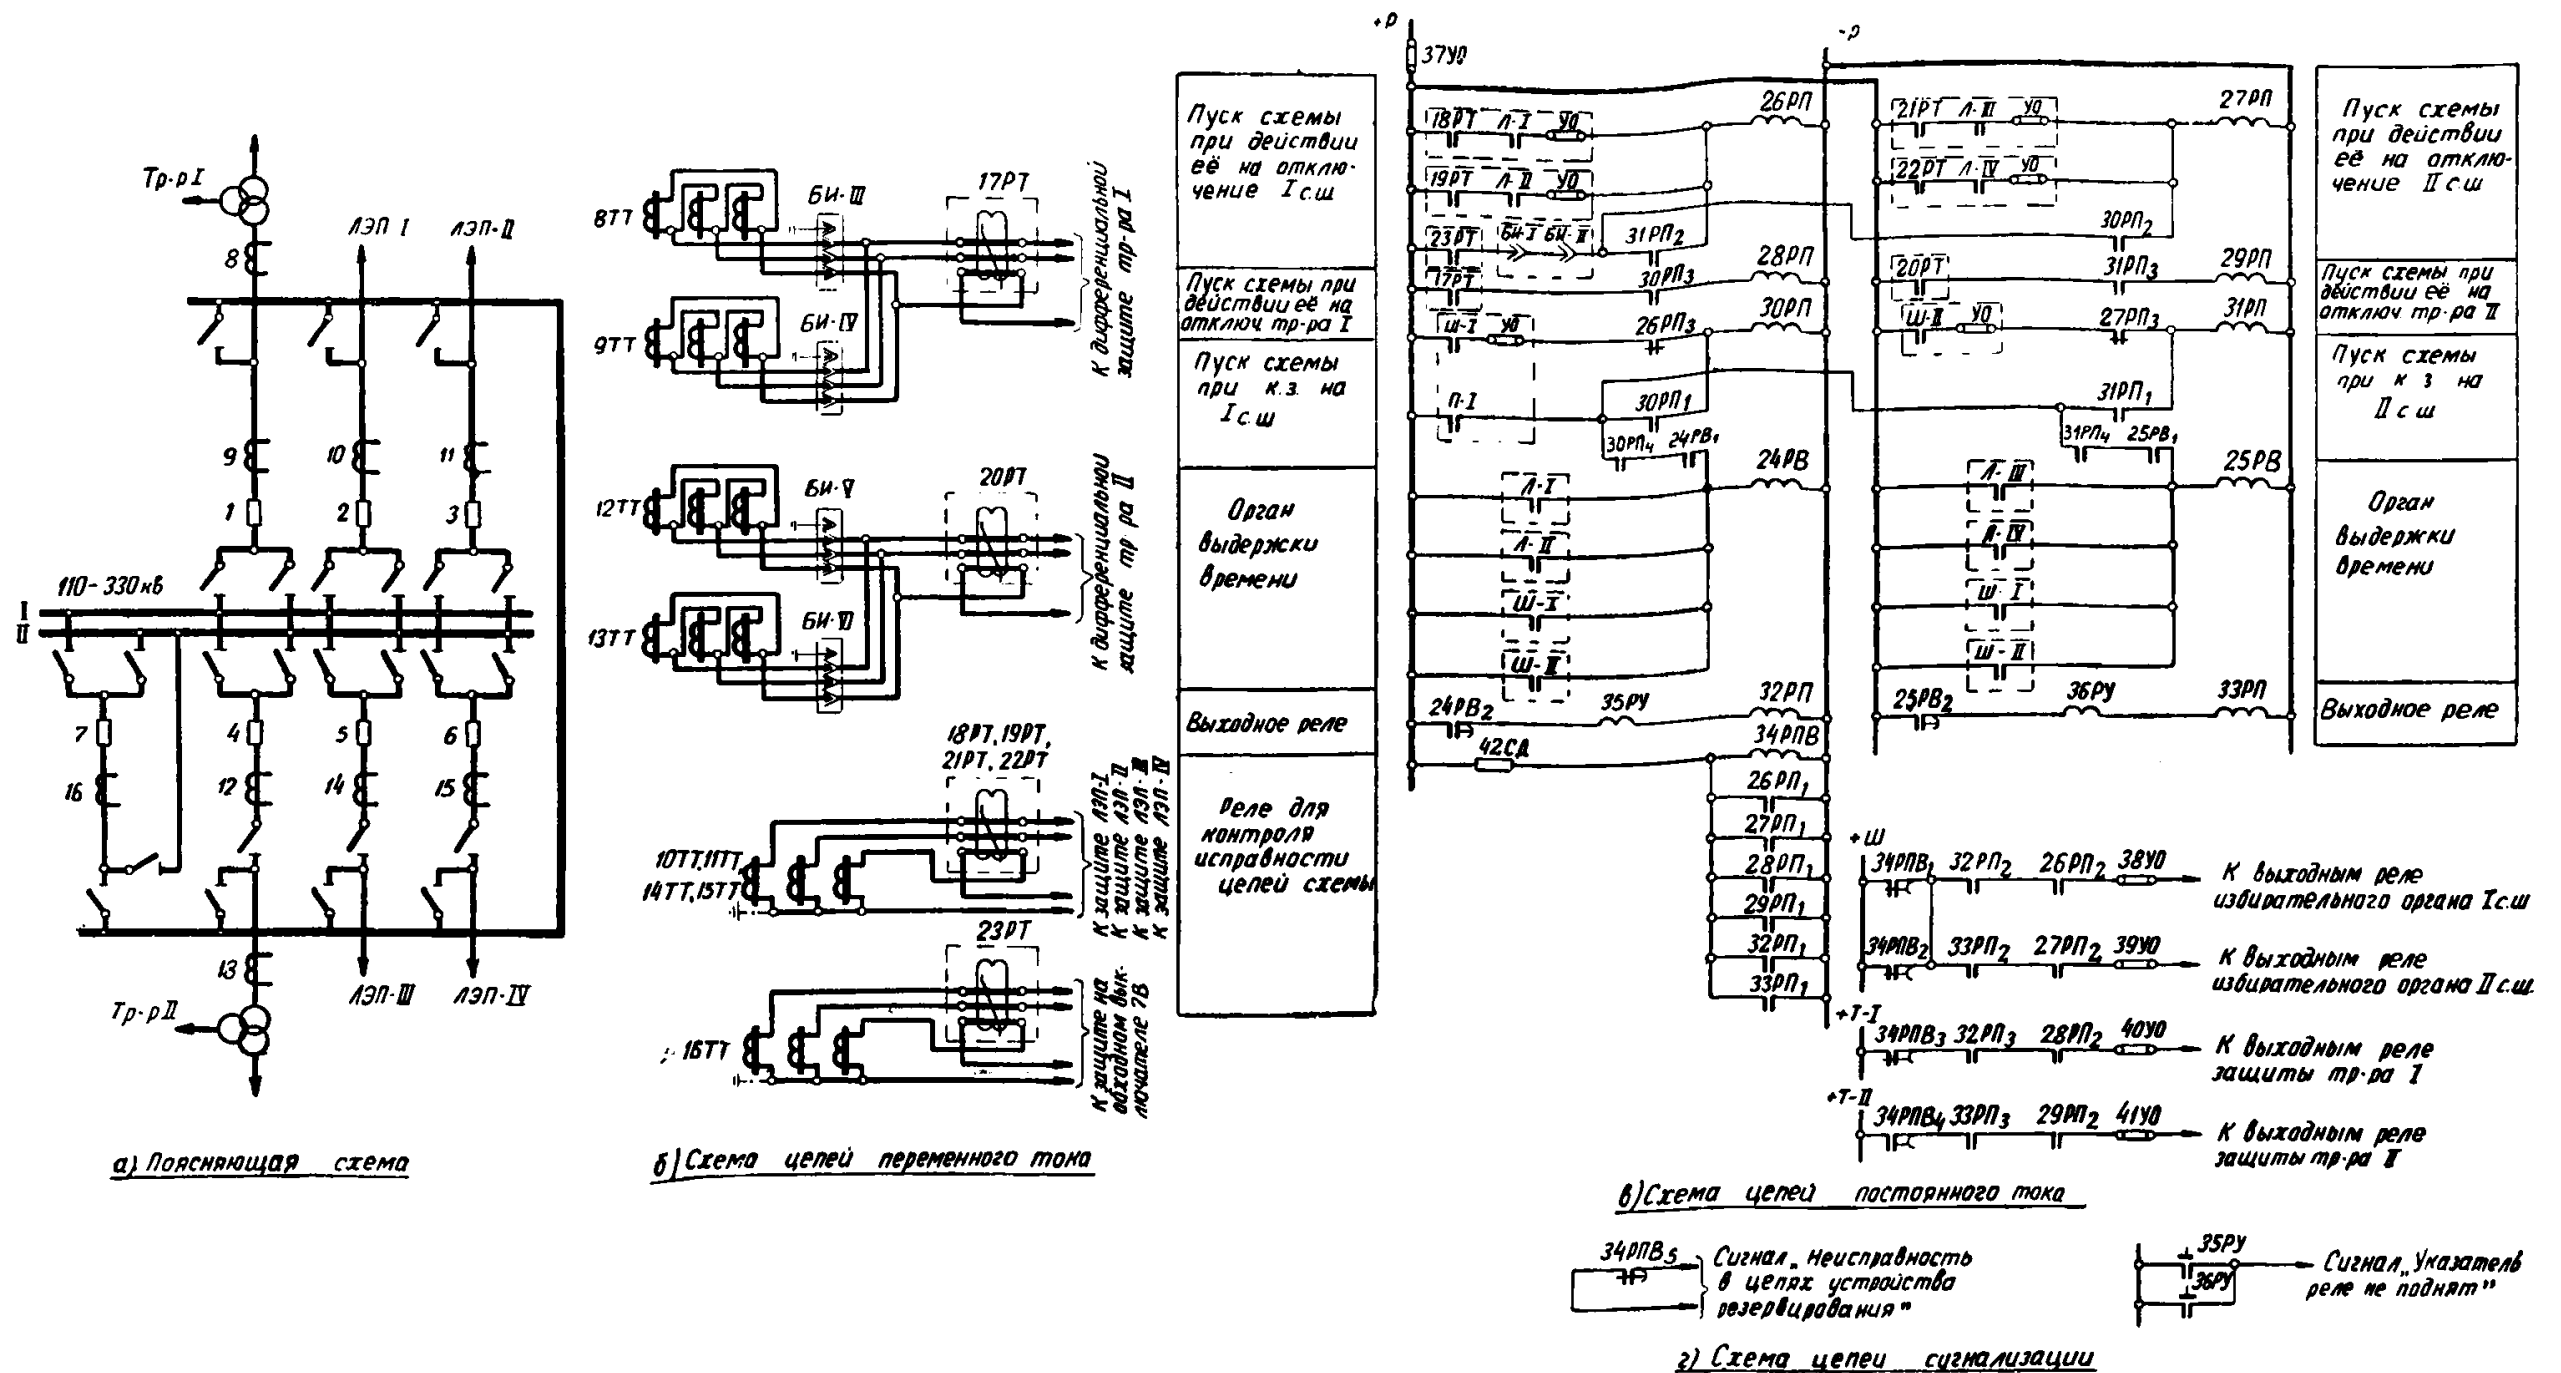 Тр-р I
ЛЭП I
ЛЭП-II
8
9
10
11
1
2
3
110-330 кв
I
II
7
4
5
6
16
12
14
15
13
ЛЭП-III
ЛЭП-IV
Тр-р II
а) Поясняющая схема
8ТТ
БИ-III
17РТ
9ТТ
БИ-IV
К дифференциальной
защите тр-ра I
12ТТ
БИ-V
20РТ
13ТТ
БИ-VI
К дифференциальной
защите тр-ра II
18РТ, 19РТ,
21РТ, 22РТ
10ТТ, 11ТТ,
14ТТ, 15ТТ
К защите ЛЭП-I
К защите ЛЭП-II
К защите ЛЭП-III
К защите ЛЭП-IV
23РТ
16ТТ
К защите на
обходном вык-
лючателе 7В
б) Схема цепей переменного тока
Пуск схемы
при действии
её на отклю-
чение I с.ш
Пуск схемы при
действии её на
отключ тр-ра I
Пуск схемы
при к.з. на
I с ш
Орган
выдержки
времени
Выходное реле
Реле для
контроля
исправности
цепей схемы
+Р
37УО
-Р
18РТ Л-I УО
26РП
19РТ Л-II УО
23РТ БИ-I БИ-II 31РП2
28РП
17РТ 30РП3
30РП
Ш-I УО 26РП3
П-I 30РП1
30РП4 24РВ1
24РВ
Л-I
Л-II
Ш-I
Ш-II
24РВ2 35РУ 32РП
42СД 34РПВ
26РП1
27РП1
28РП1
29РП1
32РП1
33РП1
21РТ Л-III УО 27РП
22РТ Л-IV УО
30РП2
20РТ 31РП3 29РП
Ш-II УО 27РП3 31РП
31РП1
31РП4 25РВ1
25РВ
Л-III
Л-IV
Ш-I
Ш-II
25РВ2 36РУ 33РП
Пуск схемы
при действии
её на отклю-
чение II с.ш
Пуск схемы при
действии её на
отключ тр-ра II
Пуск схемы
при к з на
II с ш
Орган
выдержки
времени
Выходное реле
+Ш
34РПВ1 32РП2 26РП2 38УО
К выходным реле
избирательного органа I с.ш
34РПВ2 33РП2 27РП2 39УО
К выходным реле
избирательного органа II с.ш.
+Т-I
34РПВ3 32РП3 28РП2 40УО
К выходным реле
защиты тр-ра I
+Т-II
34РПВ4 33РП3 29РП2 41УО
К выходным реле
защиты тр-ра II
в) Схема цепей постоянного тока
34РПВ5
Сигнал „Неисправность
в цепях устройства
резервирования"
35РУ
36РУ
Сигнал „Указатель
реле не поднят"
г) Схема цепей сигнализации